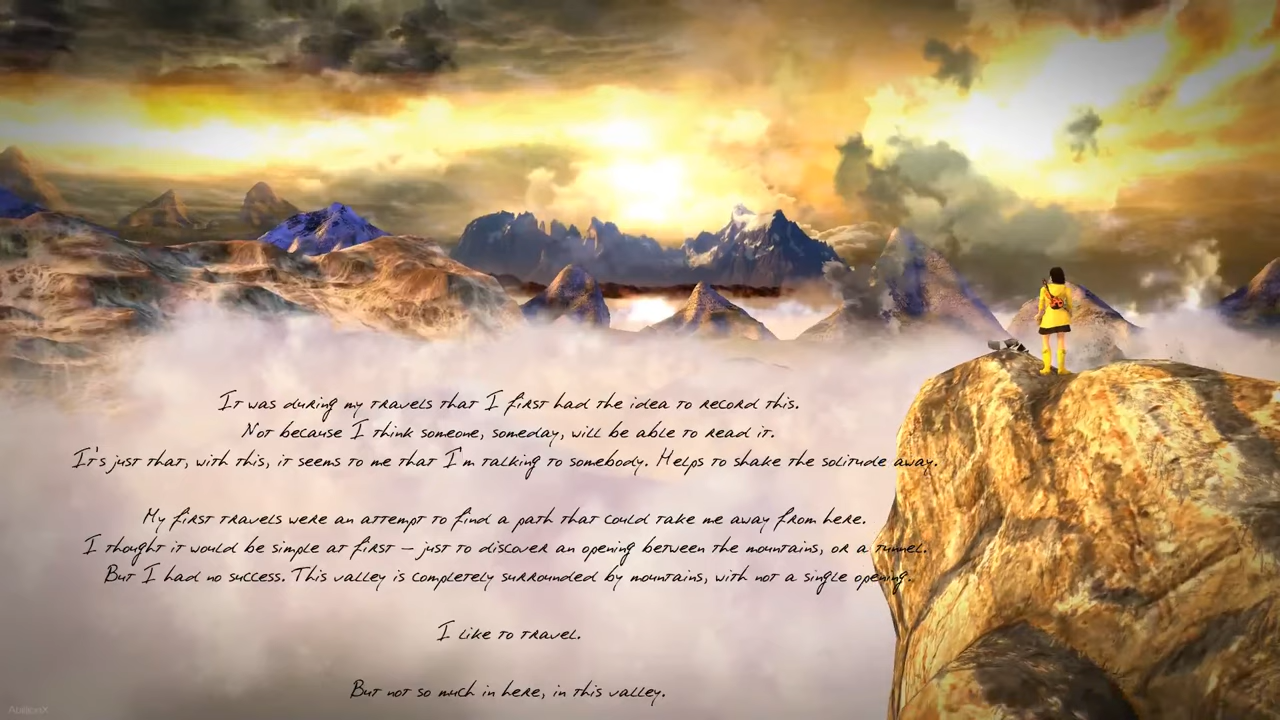 It was during my travels that I first had the idea to record this.
Not because I think someone, someday, will be able to read it.
It's just that, with this, it seems to me that I'm talking to somebody. Helps to shake the solitude away.
My first travels were an attempt to find a path that could take me away from here.
I thought it would be simple at first – just to discover an opening between the mountains, or a tunnel.
But I had no success. This valley is completely surrounded by mountains, with not a single opening.
I like to travel.
But not so much in here, in this valley.